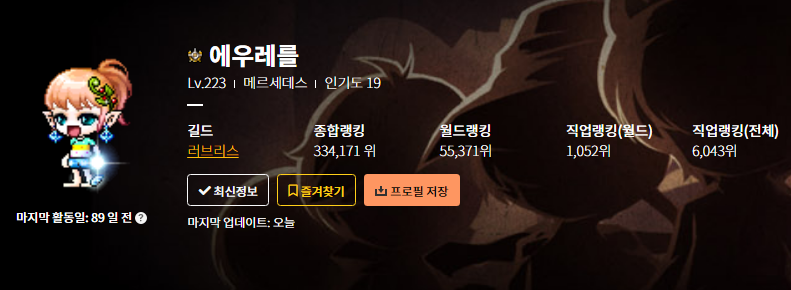 에우레를
Lv.223 | 메르세데스 | 인기도 19
길드 종합랭킹 월드랭킹 직업랭킹(월드) 직업랭킹(전체)
러브리스 334,171 위 55,371위 1,052위 6,043위
최신정보 즐겨찾기 프로필 저장
마지막 활동일: 89 일 전 ?
마지막 업데이트: 오늘